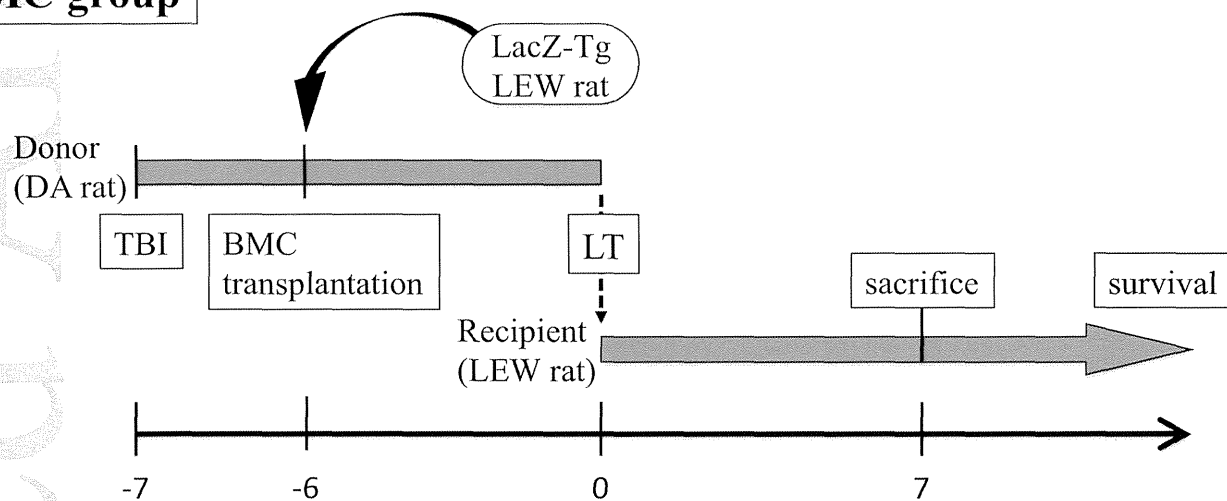 group
LacZ-Tg
LEW rat
Donor
(DA rat)
TBI
BMC
transplantation
LT
sacrifice
survival
Recipient
(LEW rat)
-7 -6 0 7